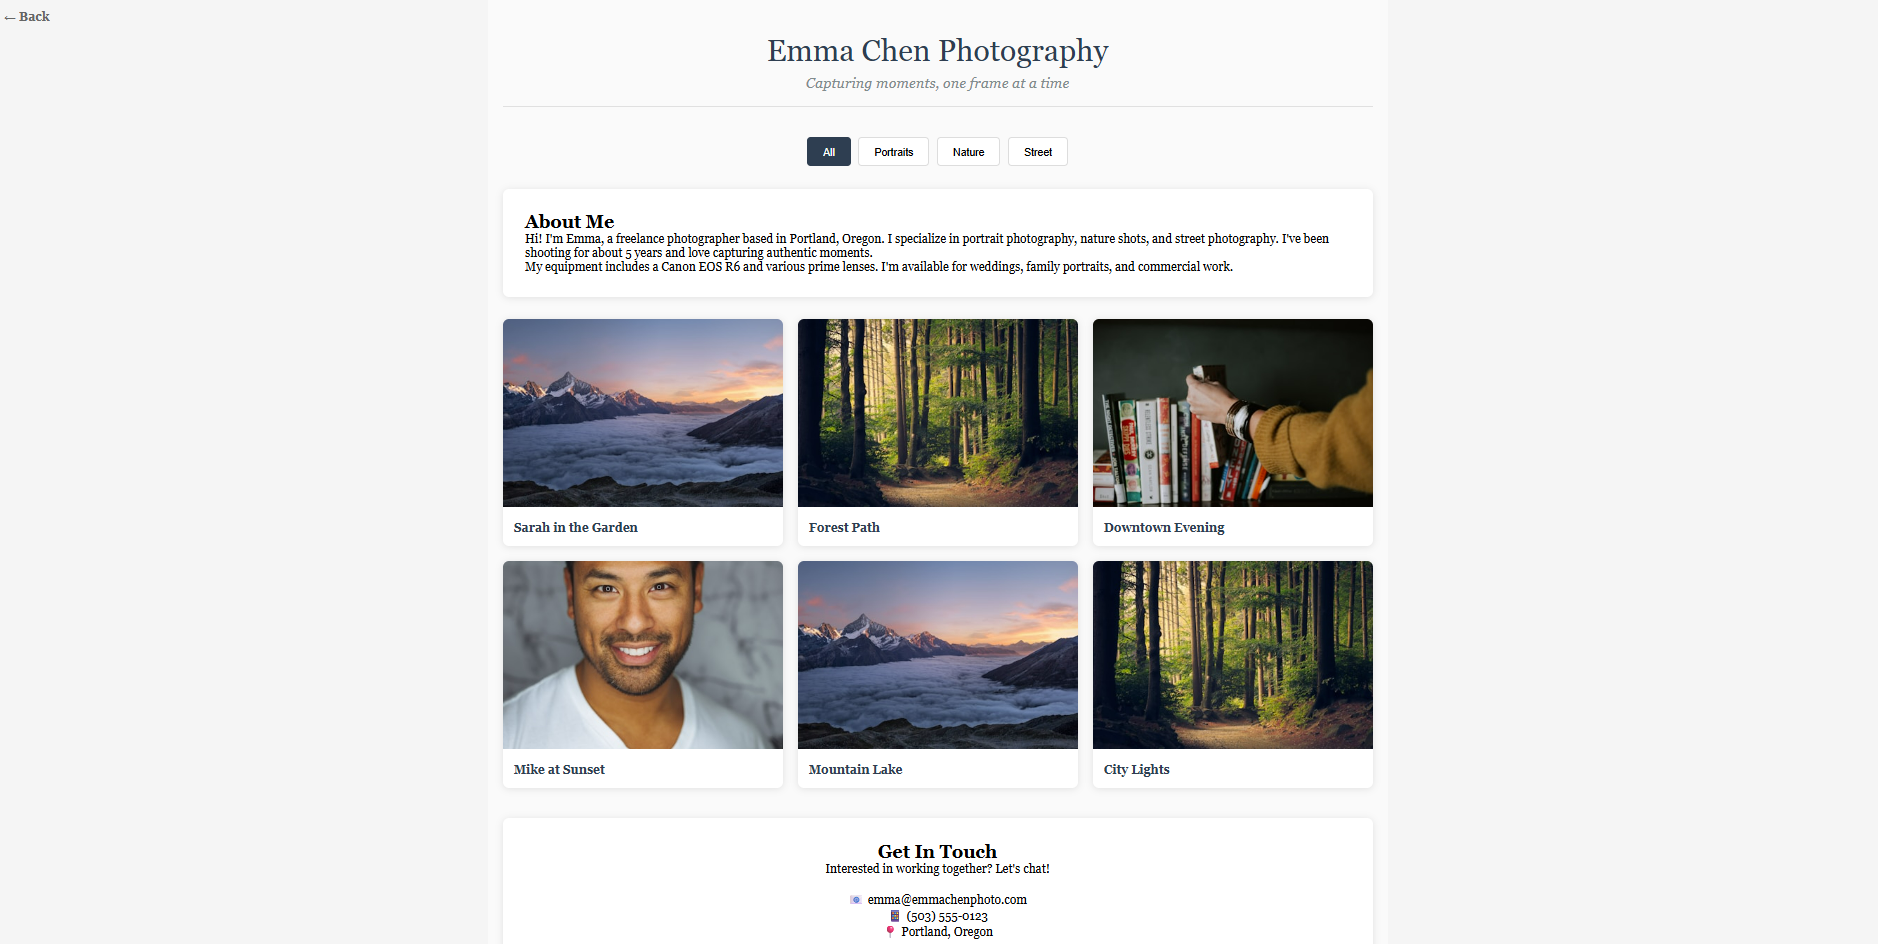 ← Back
Emma Chen Photography
Capturing moments, one frame at a time
All
Portraits
Nature
Street
About Me
Hi! I'm Emma, a freelance photographer based in Portland, Oregon. I specialize in portrait photography, nature shots, and street photography. I've been
shooting for about 5 years and love capturing authentic moments.
My equipment includes a Canon EOS R6 and various prime lenses. I'm available for weddings, family portraits, and commercial work.
Sarah in the Garden
Forest Path
Downtown Evening
Mike at Sunset
Mountain Lake
City Lights
Get In Touch
Interested in working together? Let's chat!
emma@emmachenphoto.com
(503) 555-0123
Portland, Oregon